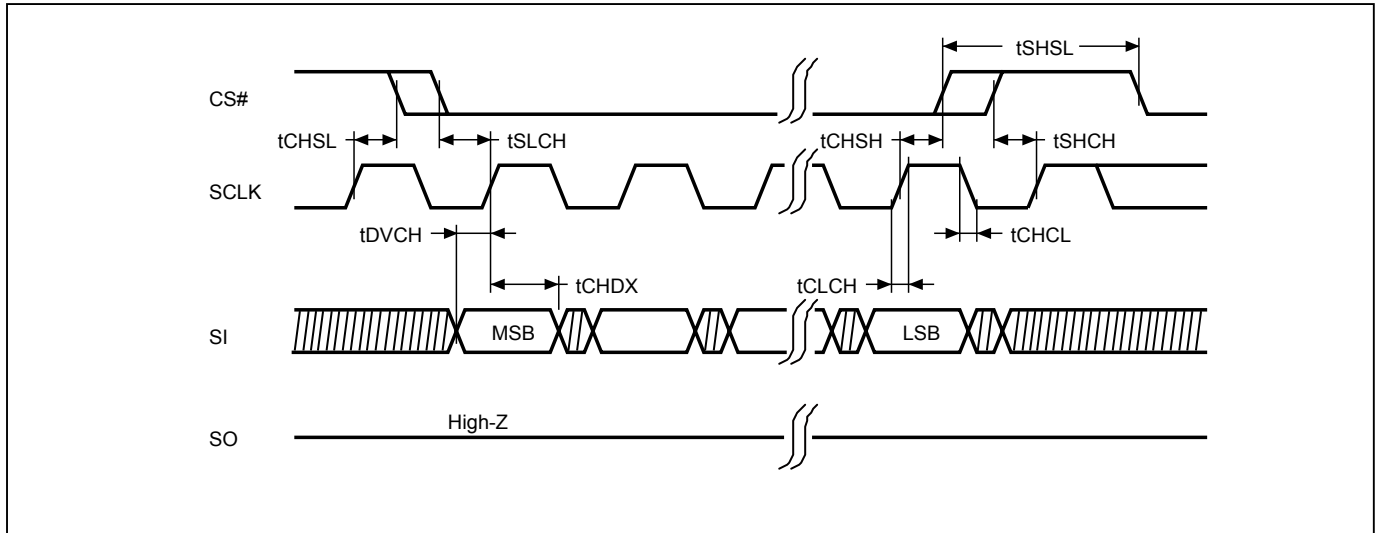 tSHSL
CS#
tCHSL
tSLCH
tCHSH
tSHCH
SCLK
tDVCH
tCHCL
tCHDX
tCLCH
SI
MSB
LSB
High-Z
SO